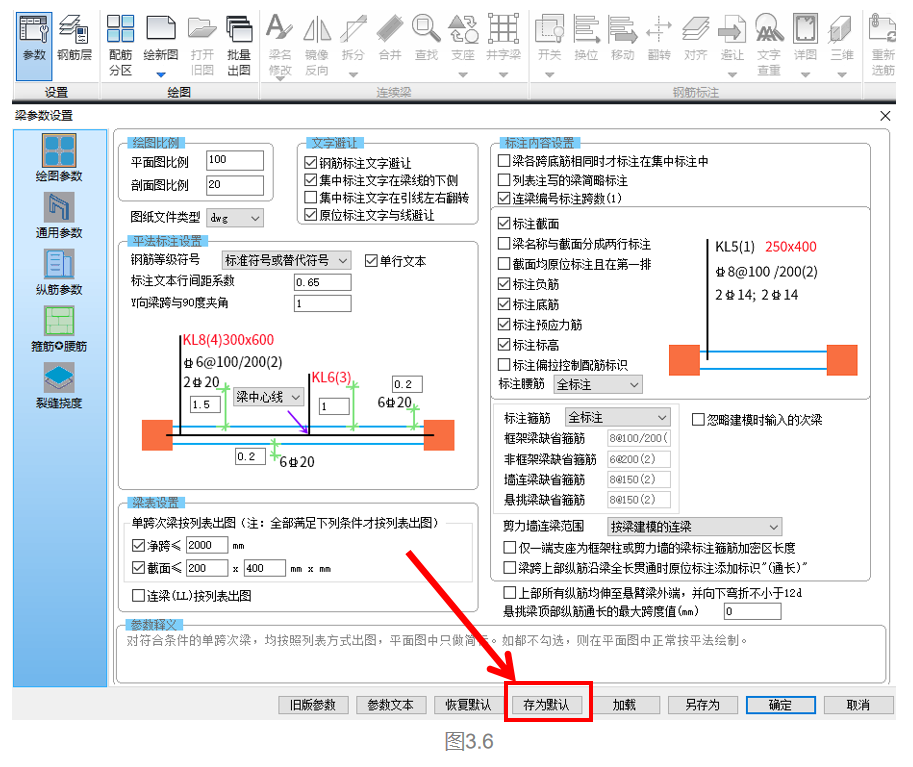 参数 钢筋层 配筋分区 绘新图 打开旧图 批量出图 梁名修改 镜像反向 拆分 合并 查找 支座 井字梁 开关 换位 移动 翻转 对齐 避让 文字查重 详图 三维 重新选筋
设置 绘图 连续梁 钢筋标注
梁参数设置
绘图参数
通用参数
纵筋参数
箍筋&腰筋
裂缝挠度
绘图比例
平面图比例 100
剖面图比例 20
图纸文件类型 dwg
文字避让
钢筋标注文字避让
集中标注文字在梁线的下侧
集中标注文字在引线左右翻转
原位标注文字与线避让
平法标注设置
钢筋等级符号 标准符号或替代符号 单行文本
标注文本行间距系数 0.65
Y向梁跨与90度夹角 1
KL8(4)300x600
8@100/200(2)
2 20
1.5 梁中心线
KL6(3)
1
0.2
6 20
0.2 6 20
梁表设置
单跨次梁按列表出图（注：全部满足下列条件才按列表出图）
净跨≤ 2000 mm
截面≤ 200 x 400 mm x mm
连梁(LL)按列表出图
标注内容设置
梁各跨底筋相同时才标注在集中标注中
列表注写的梁简略标注
连梁编号标注跨数(1)
标注截面
梁名称与截面分成两行标注
截面均原位标注且在第一排
标注负筋
标注底筋
标注预应力筋
标注标高
标注偏拉控制配筋标识
标注腰筋 全标注
KL5(1) 250x400
8@100 /200(2)
2 14; 2 14
标注箍筋 全标注 忽略建模时输入的次梁
框架梁缺省箍筋 8@100/200(
非框架梁缺省箍筋 6@200(2)
墙连梁缺省箍筋 8@150(2)
悬挑梁缺省箍筋 8@150(2)
剪力墙连梁范围 按梁建模的连梁
仅一端支座为框架柱或剪力墙的梁标注箍筋加密区长度
梁跨上部纵筋沿梁全长贯通时原位标注添加标识"(通长)"
上部所有纵筋均伸至悬臂梁外端，并向下弯折不小于12d
悬挑梁顶部纵筋通长的最大跨度值(mm) 0
参数释义
对符合条件的单跨次梁，均按照列表方式出图，平面图中只做简 。如都不勾选，则在平面图中正常按平法绘制。
旧版参数 参数文本 恢复默认 存为默认 加载 另存为 确定 取消
图3.6